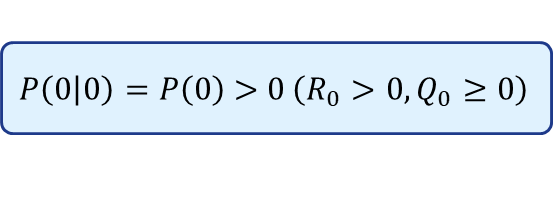 P(0|0) = P(0) > 0 (R₀ > 0, Q₀ ≥ 0)